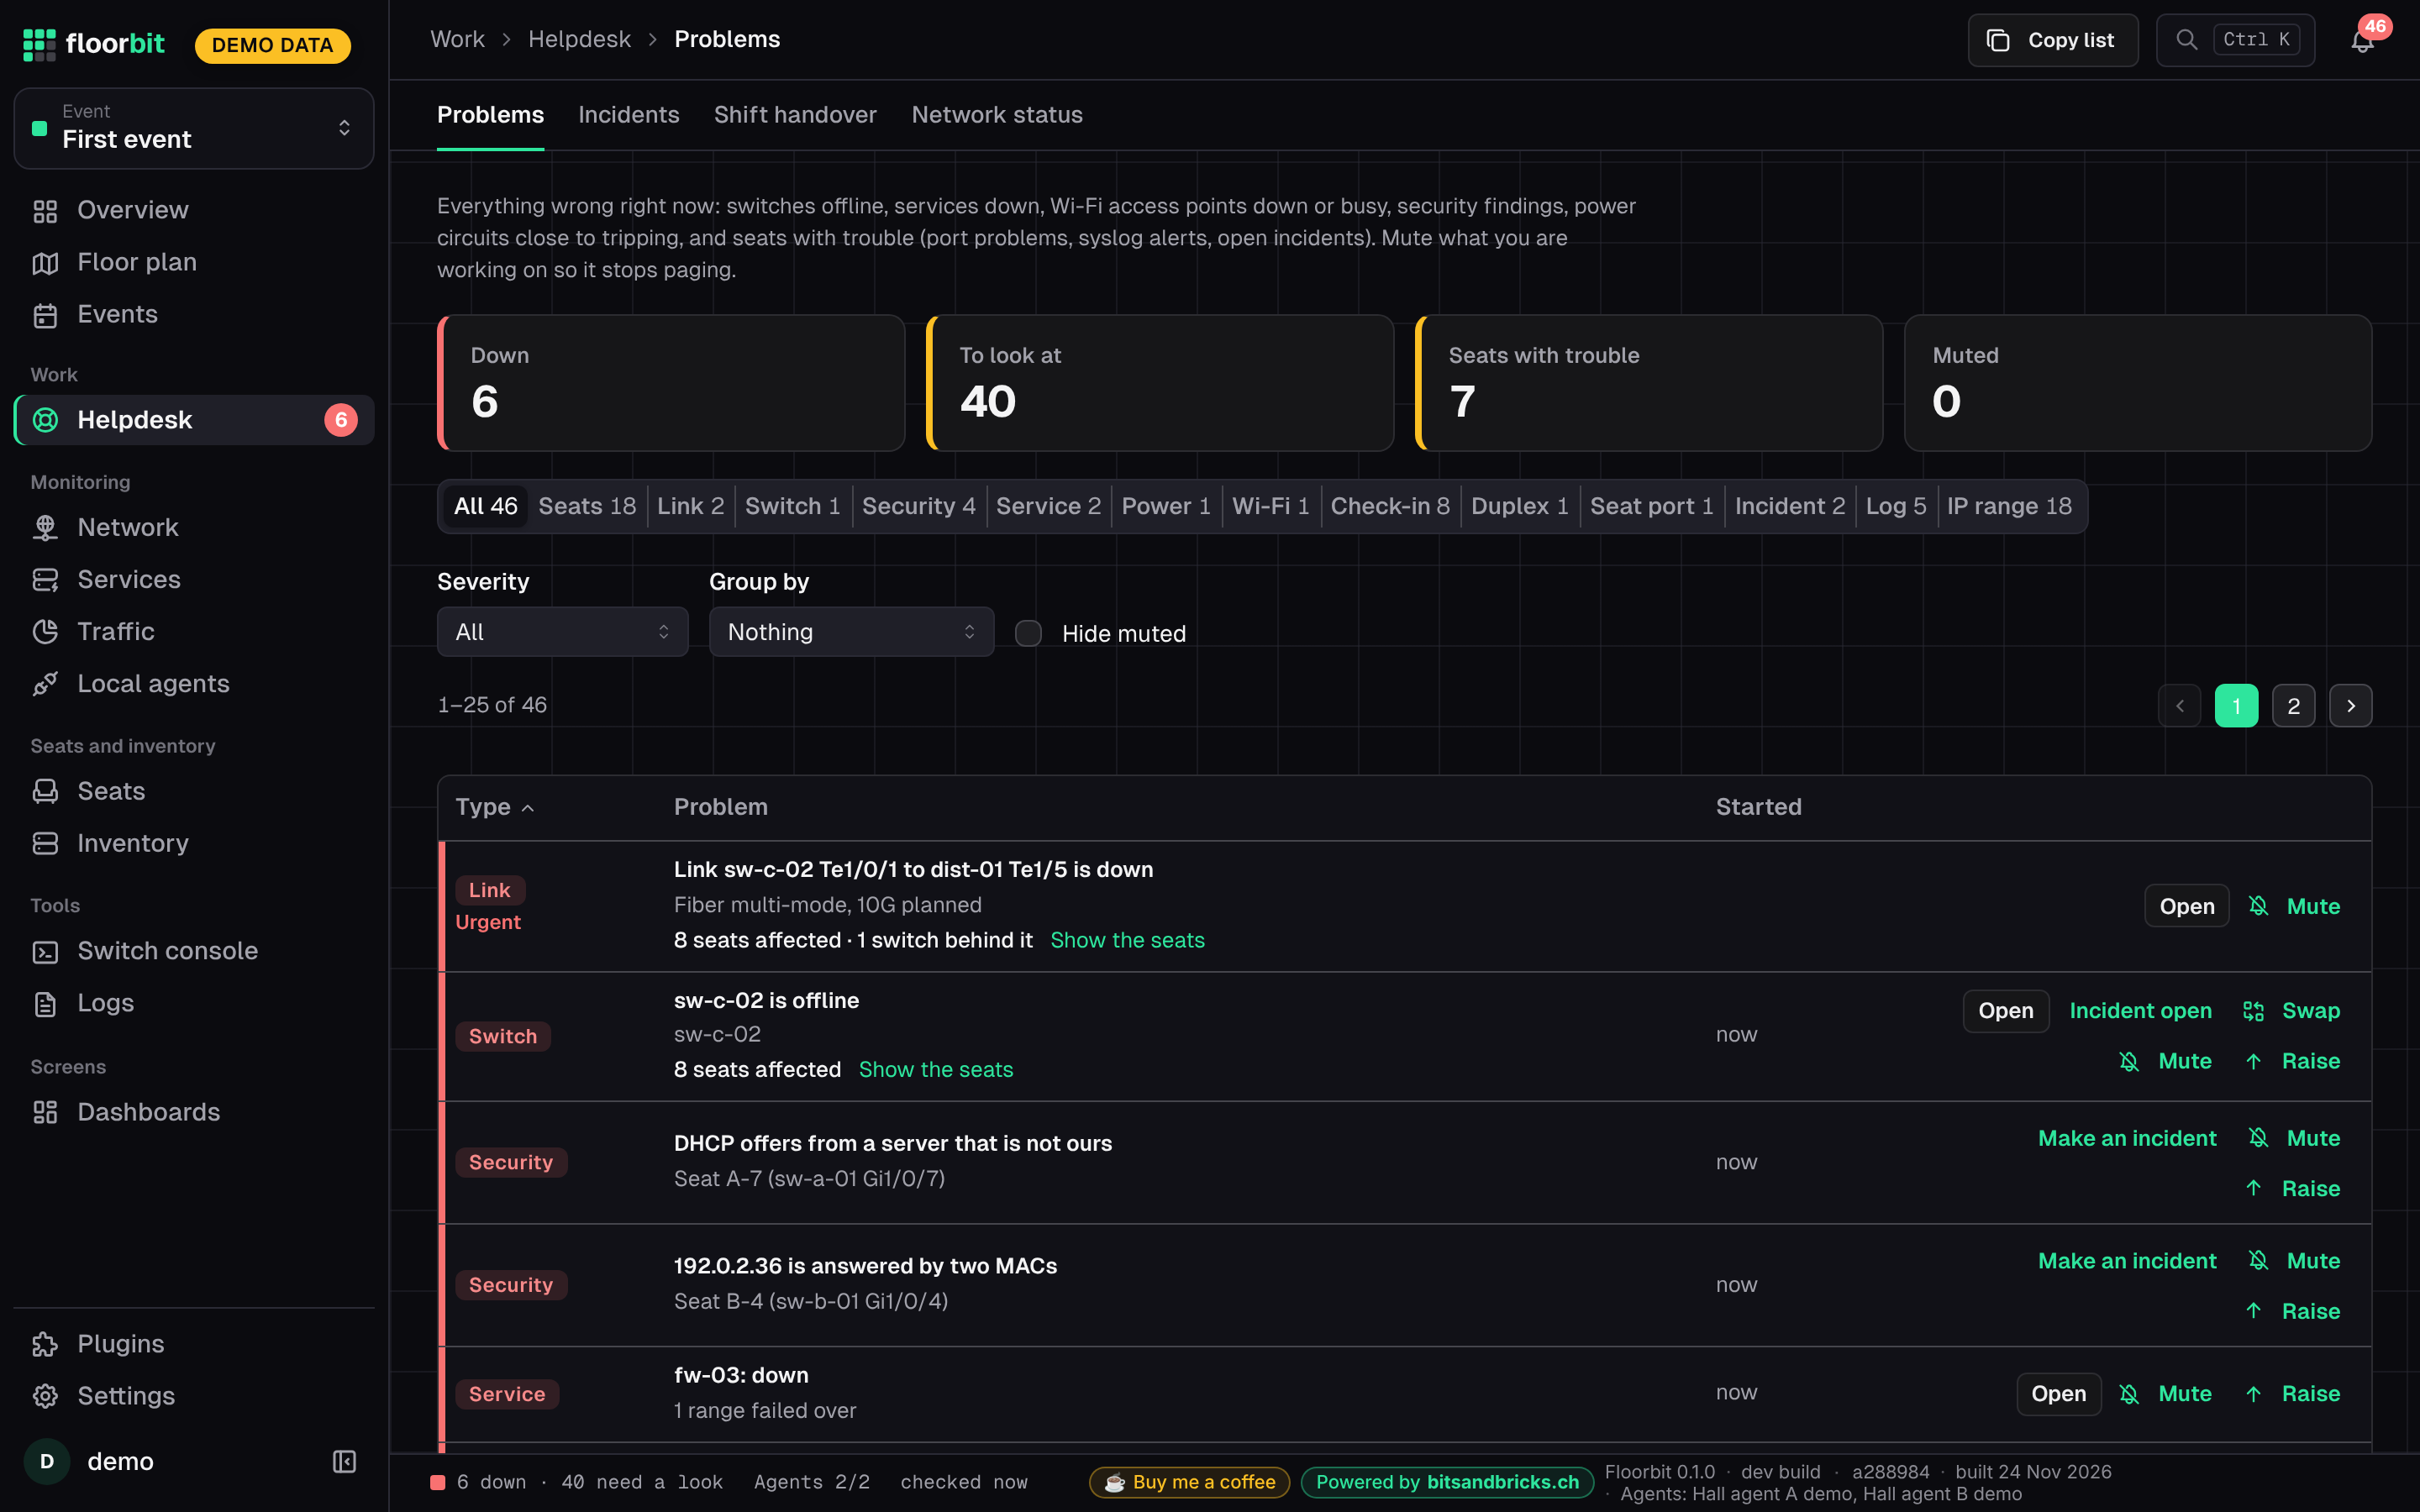 floorbit
DEMO DATA
Event
First event
Overview
Floor plan
Events
Work
Helpdesk
6
Monitoring
Network
Services
Traffic
Local agents
Seats and inventory
Seats
Inventory
Tools
Switch console
Logs
Screens
Dashboards
Plugins
Settings
D
demo
Work
Helpdesk
Problems
Copy list
Ctrl K
46
Problems
Incidents
Shift handover
Network status
Everything wrong right now: switches offline, services down, Wi-Fi access points down or busy, security findings, power
circuits close to tripping, and seats with trouble (port problems, syslog alerts, open incidents). Mute what you are
working on so it stops paging.
Down
6
To look at
40
Seats with trouble
7
Muted
0
All 46
Seats 18
Link 2
Switch 1
Security 4
Service 2
Power 1
Wi-Fi 1
Check-in 8
Duplex 1
Seat port 1
Incident 2
Log 5
IP range 18
Severity
All
Group by
Nothing
Hide muted
1–25 of 46
1
2
Type
Problem
Started
Link
Urgent
Link sw-c-02 Te1/0/1 to dist-01 Te1/5 is down
Fiber multi-mode, 10G planned
8 seats affected · 1 switch behind it Show the seats
Open
Mute
Switch
sw-c-02 is offline
sw-c-02
8 seats affected Show the seats
now
Open
Incident open
Swap
Mute
Raise
Security
DHCP offers from a server that is not ours
Seat A-7 (sw-a-01 Gi1/0/7)
now
Make an incident
Mute
Raise
Security
192.0.2.36 is answered by two MACs
Seat B-4 (sw-b-01 Gi1/0/4)
now
Make an incident
Mute
Raise
Service
fw-03: down
1 range failed over
now
Open
Mute
Raise
6 down · 40 need a look
Agents 2/2
checked now
Buy me a coffee
Powered by bitsandbricks.ch
Floorbit 0.1.0 · dev build · a288984 · built 24 Nov 2026
· Agents: Hall agent A demo, Hall agent B demo